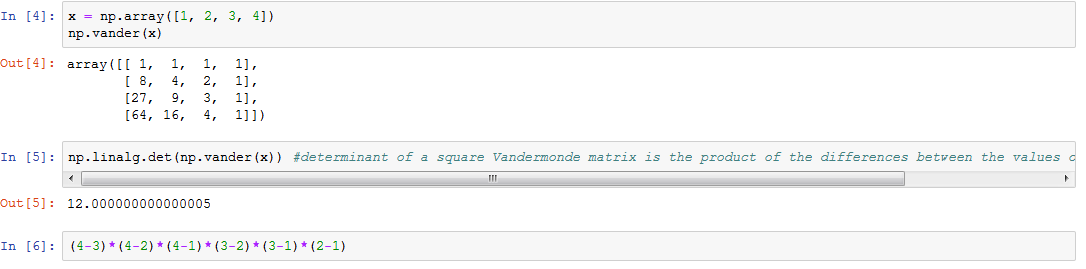 In [4]: x = np.array([1, 2, 3, 4])
np.vander(x)
Out[4]: array([[ 1,  1,  1,  1],
[ 8,  4,  2,  1],
[27,  9,  3,  1],
[64, 16,  4,  1]])
In [5]: np.linalg.det(np.vander(x)) #determinant of a square Vandermonde matrix is the product of the differences between the values
Out[5]: 12.000000000000005
In [6]: (4-3)*(4-2)*(4-1)*(3-2)*(3-1)*(2-1)